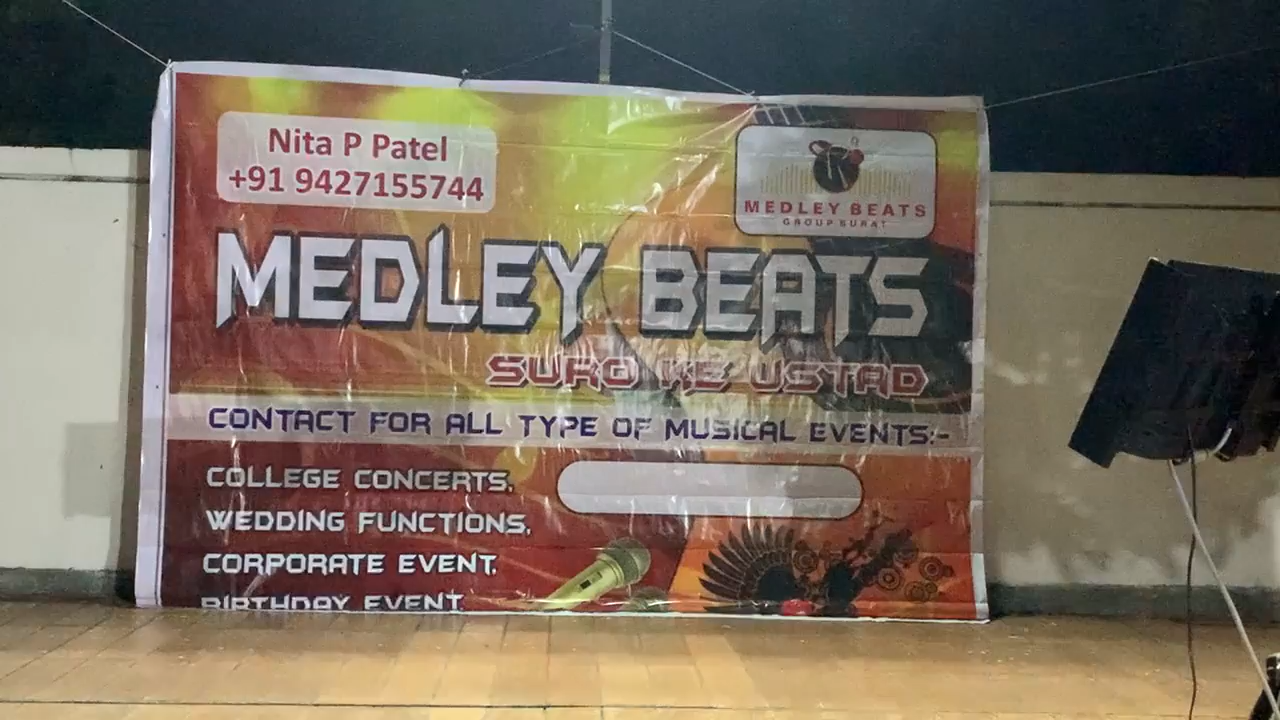 Nita P Patel
+91 9427155744
MEDLEY BEATS
GROUP SURAT
MEDLEY BEATS
SURO KE USTAD
CONTACT FOR ALL TYPE OF MUSICAL EVENTS:-
COLLEGE CONCERTS,
WEDDING FUNCTIONS,
CORPORATE EVENT,
BIRTHDAY EVENT